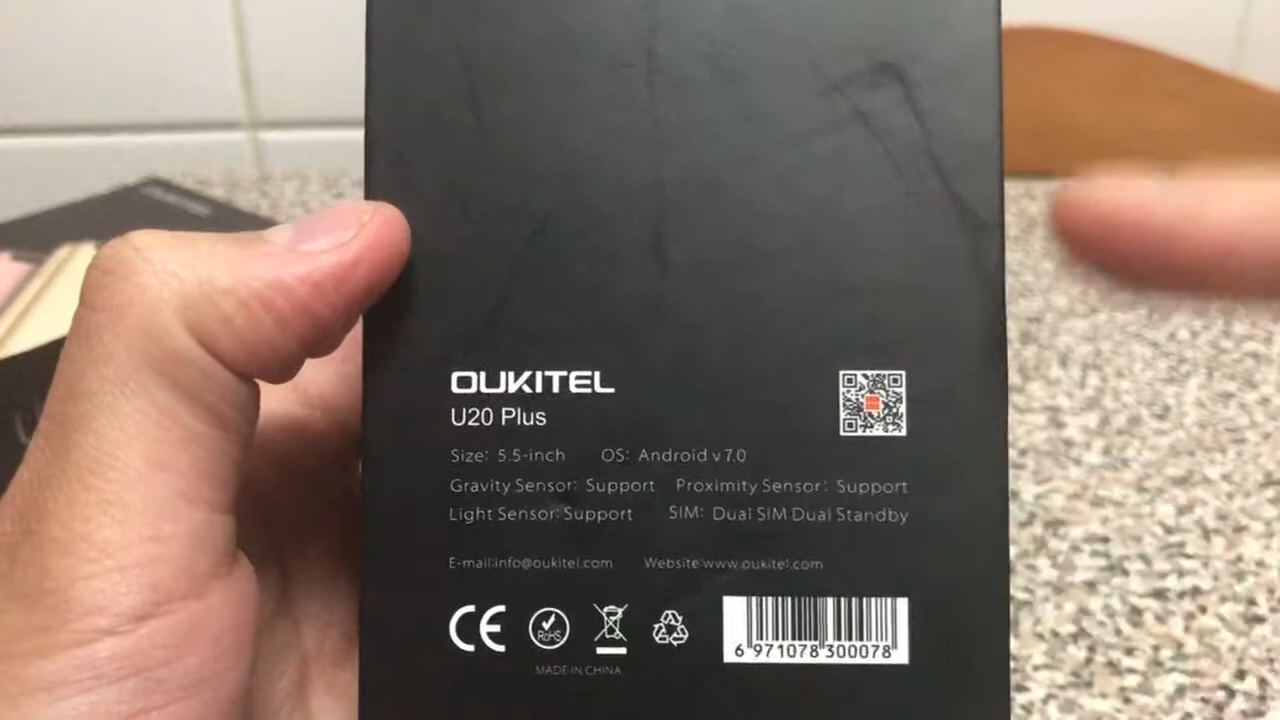 OUKITEL
U20 Plus
Size: 5.5-inch OS: Android v7.0
Gravity Sensor: Support Proximity Sensor: Support
Light Sensor: Support SIM: Dual SIM Dual Standby
E-mail:info@oukitel.com Website:www.oukitel.com
CE RoHS
6 971078 300078
MADE IN CHINA